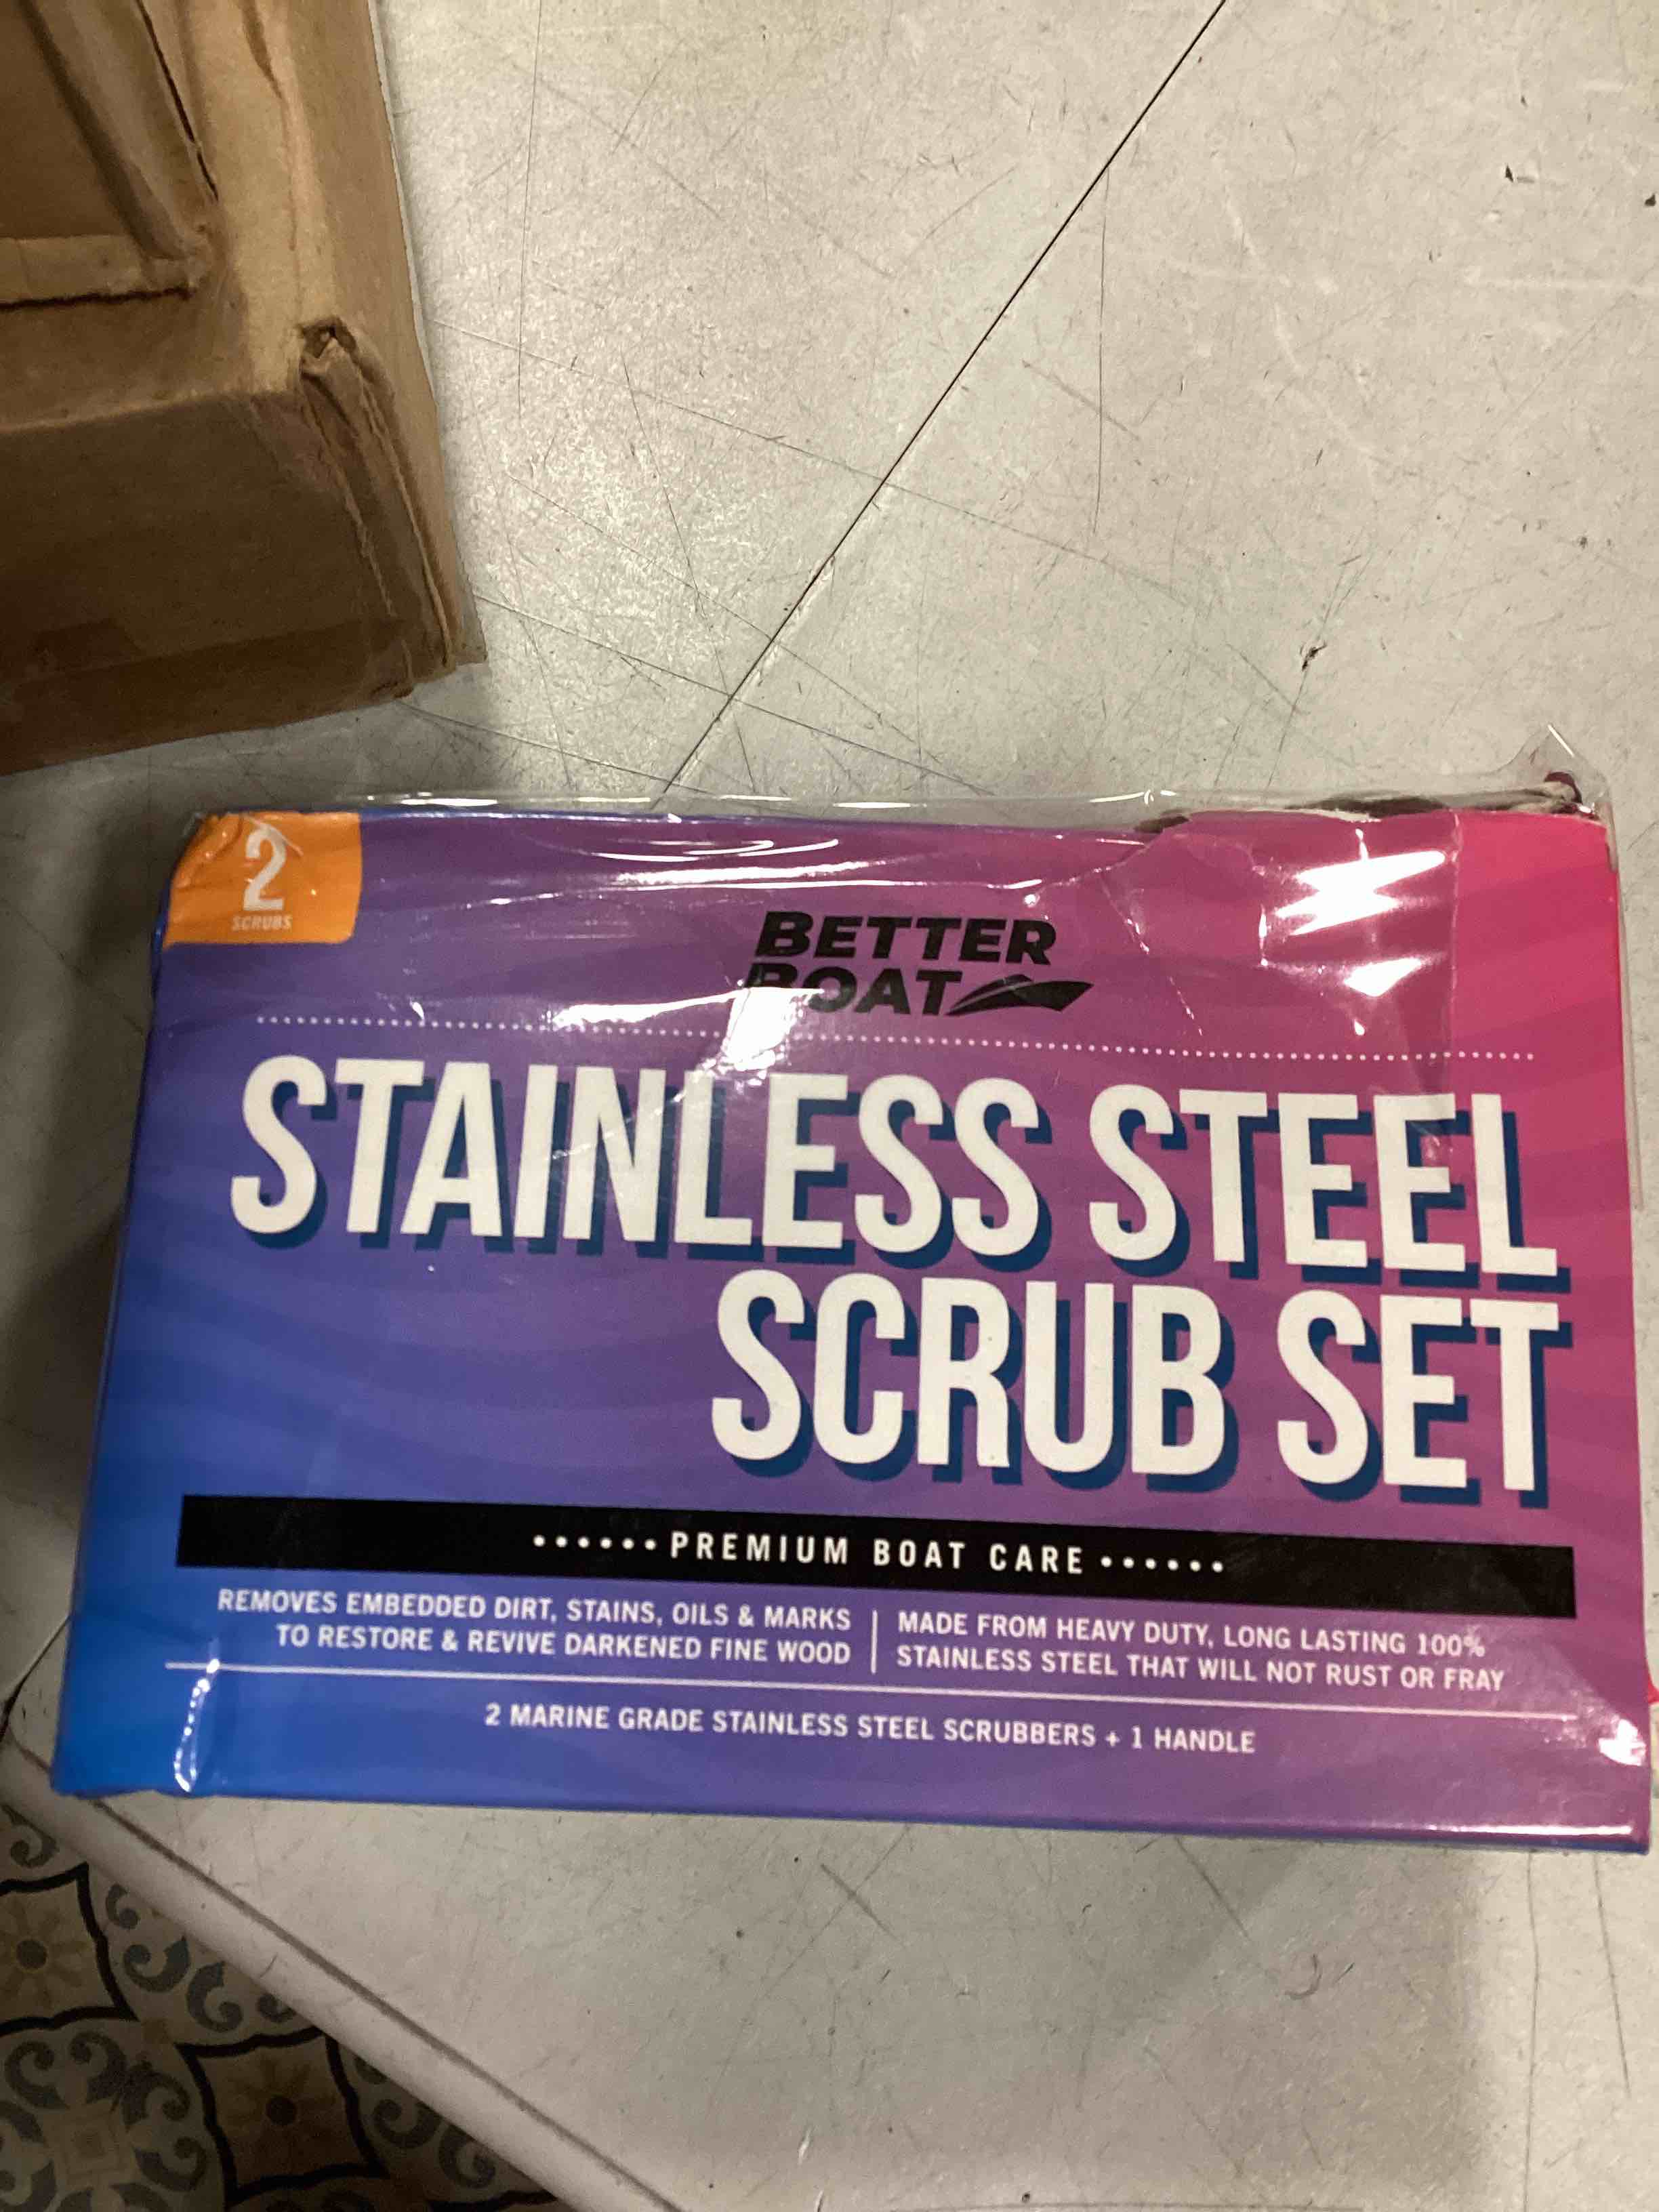 2
SCRUBS
BETTER
BOAT
STAINLESS STEEL
SCRUB SET
PREMIUM BOAT CARE
REMOVES EMBEDDED DIRT, STAINS, OILS & MARKS
TO RESTORE & REVIVE DARKENED FINE WOOD
MADE FROM HEAVY DUTY, LONG LASTING 100%
STAINLESS STEEL THAT WILL NOT RUST OR FRAY
2 MARINE GRADE STAINLESS STEEL SCRUBBERS + 1 HANDLE